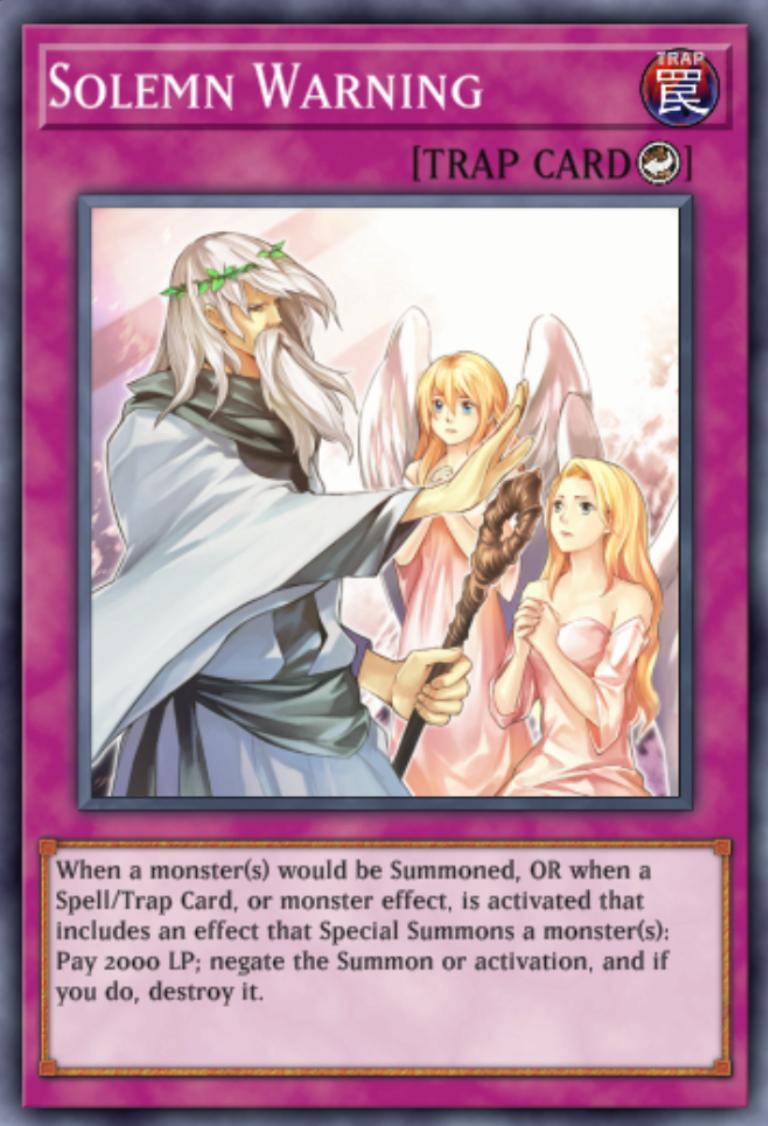 Solemn Warning
TRAP
罠
[TRAP CARD]
When a monster(s) would be Summoned, OR when a
Spell/Trap Card, or monster effect, is activated that
includes an effect that Special Summons a monster(s):
Pay 2000 LP; negate the Summon or activation, and if
you do, destroy it.